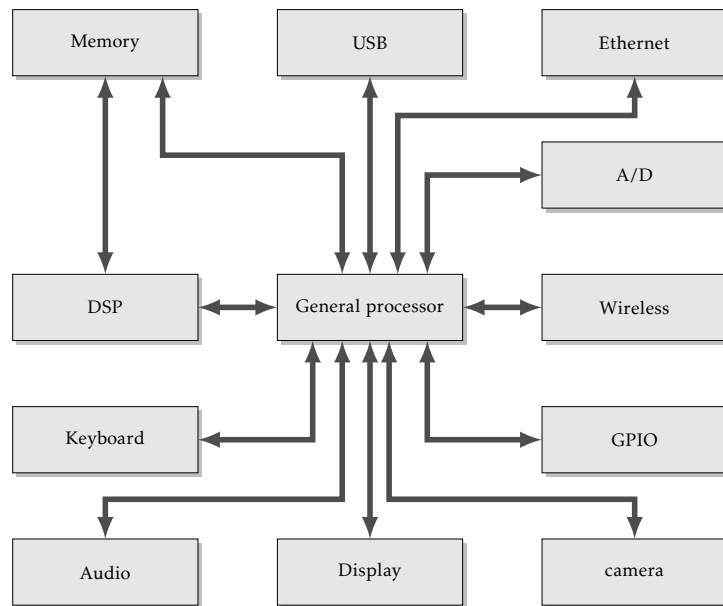 Memory
USB
Ethernet
A/D
DSP
General processor
Wireless
Keyboard
GPIO
Audio
Display
camera